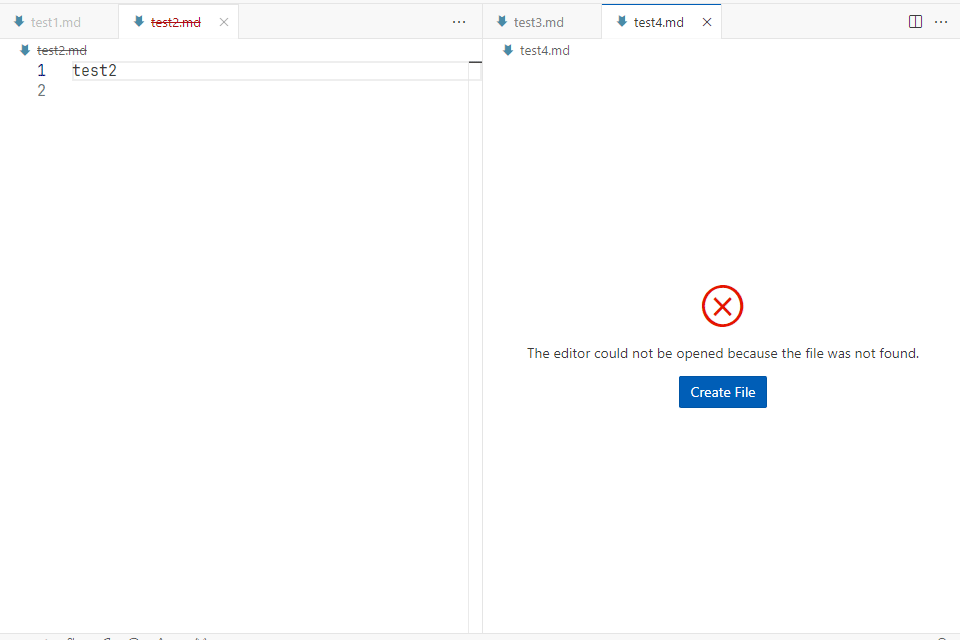 test1.md
test2.md
test2.md
1 test2
2
test3.md
test4.md
test4.md
The editor could not be opened because the file was not found.
Create File